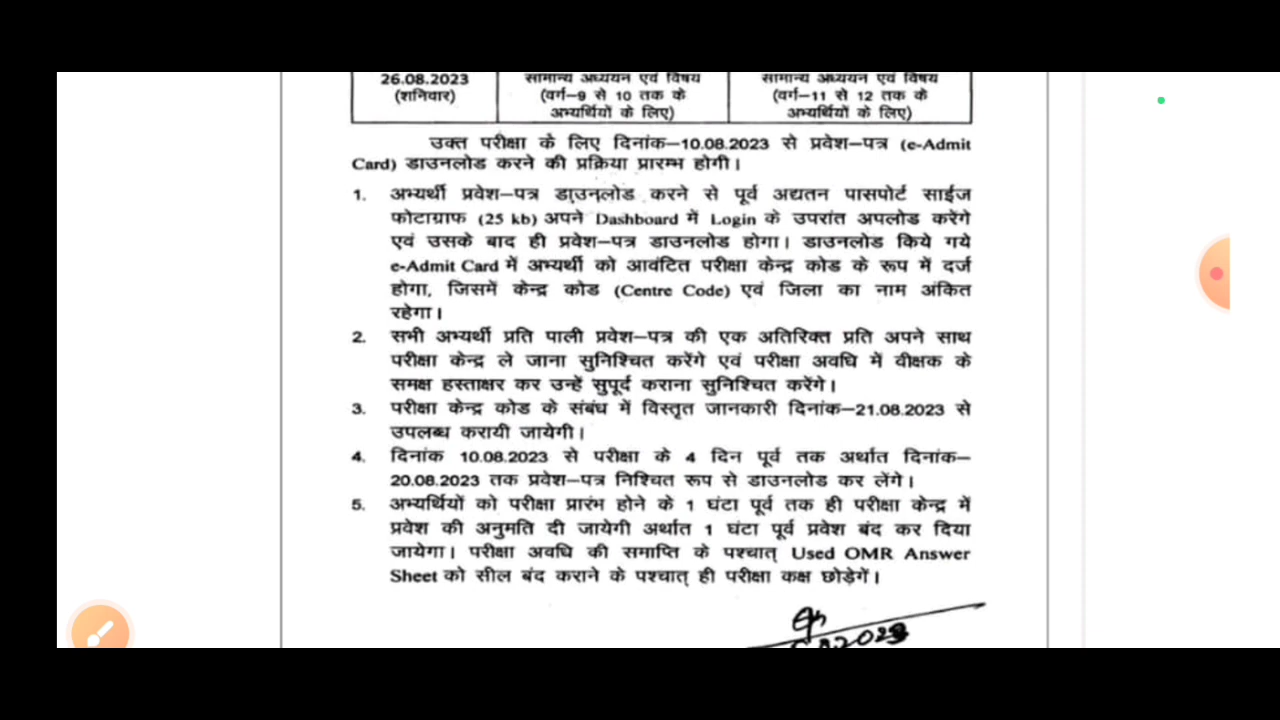 26.08.2023
(शनिवार)
सामान्य अध्ययन एवं विषय
(वर्ग–9 से 10 तक के
अभ्यर्थियों के लिए)
सामान्य अध्ययन एवं विषय
(वर्ग–11 से 12 तक के
अभ्यर्थियों के लिए)
उक्त परीक्षा के लिए दिनांक–10.08.2023 से प्रवेश–पत्र (e-Admit
Card) डाउनलोड करने की प्रक्रिया प्रारम्भ होगी।
1. अभ्यर्थी प्रवेश–पत्र डाउनलोड करने से पूर्व अद्यतन पासपोर्ट साईज
फोटाग्राफ (25 kb) अपने Dashboard में Login के उपरांत अपलोड करेंगे
एवं उसके बाद ही प्रवेश–पत्र डाउनलोड होगा। डाउनलोड किये गये
e-Admit Card में अभ्यर्थी को आवंटित परीक्षा केन्द्र कोड के रूप में दर्ज
होगा, जिसमें केन्द्र कोड (Centre Code) एवं जिला का नाम अंकित
रहेगा।
2. सभी अभ्यर्थी प्रति पाली प्रवेश–पत्र की एक अतिरिक्त प्रति अपने साथ
परीक्षा केन्द्र ले जाना सुनिश्चित करेंगे एवं परीक्षा अवधि में वीक्षक के
समक्ष हस्ताक्षर कर उन्हें सुपूर्द कराना सुनिश्चित करेंगे।
3. परीक्षा केन्द्र कोड के संबंध में विस्तृत जानकारी दिनांक–21.08.2023 से
उपलब्ध करायी जायेगी।
4. दिनांक 10.08.2023 से परीक्षा के 4 दिन पूर्व तक अर्थात दिनांक–
20.08.2023 तक प्रवेश–पत्र निश्चित रूप से डाउनलोड कर लेंगे।
5. अभ्यर्थियों को परीक्षा प्रारंभ होने के 1 घंटा पूर्व तक ही परीक्षा केन्द्र में
प्रवेश की अनुमति दी जायेगी अर्थात 1 घंटा पूर्व प्रवेश बंद कर दिया
जायेगा। परीक्षा अवधि की समाप्ति के पश्चात् Used OMR Answer
Sheet को सील बंद कराने के पश्चात् ही परीक्षा कक्ष छोड़ेगें।